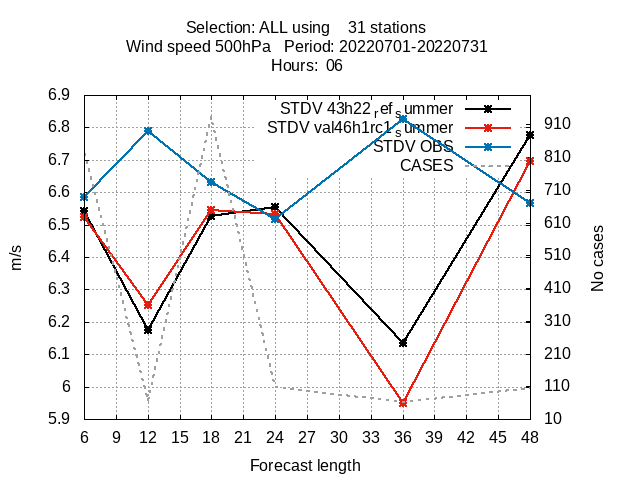 Selection: ALL using 31 stations
Wind speed 500hPa Period: 20220701-20220731
Hours: 06
STDV 43h22_ref_summer
STDV val46h1rc1_summer
STDV OBS
CASES
6.9
6.8
6.7
6.6
6.5
6.4
6.3
6.2
6.1
6
5.9
m/s
910
810
710
610
510
410
310
210
110
10
No cases
6 9 12 15 18 21 24 27 30 33 36 39 42 45 48
Forecast length